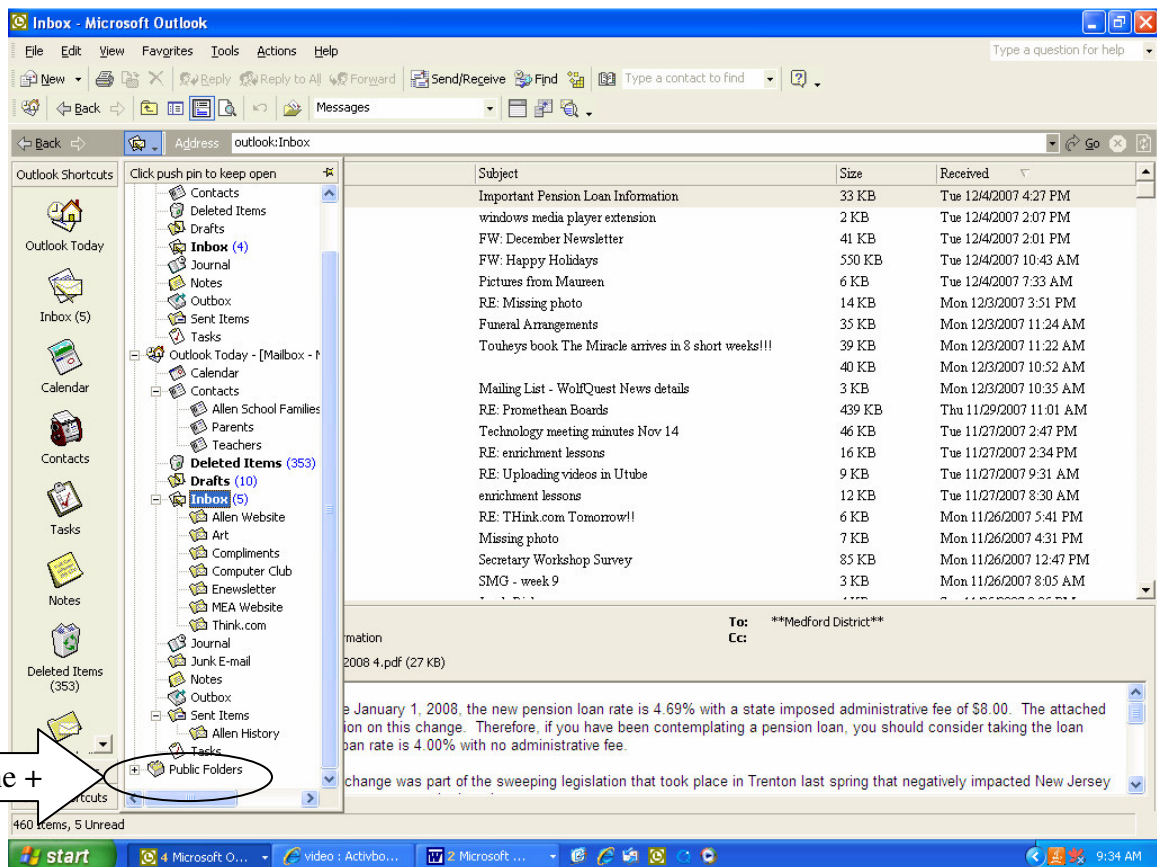 Inbox - Microsoft Outlook
File Edit View Favorites Tools Actions Help Type a question for help
New Reply Reply to All Forward Send/Receive Find Type a contact to find
Back Messages
Back Address outlook:Inbox Go
Outlook Shortcuts
Outlook Today
Inbox (5)
Calendar
Contacts
Tasks
Notes
Deleted Items
(353)
Click push pin to keep open
Contacts
Deleted Items
Drafts
Inbox (4)
Journal
Notes
Outbox
Sent Items
Tasks
Outlook Today - [Mailbox -
Calendar
Contacts
Allen School Families
Parents
Teachers
Deleted Items (353)
Drafts (10)
Inbox (5)
Allen Website
Art
Compliments
Computer Club
Enewsletter
MEA Website
Think.com
Journal
Junk E-mail
Notes
Outbox
Sent Items
Allen History
Tasks
Public Folders
Subject Size Received
Important Pension Loan Information 33 KB Tue 12/4/2007 4:27 PM
windows media player extension 2 KB Tue 12/4/2007 2:07 PM
FW: December Newsletter 41 KB Tue 12/4/2007 2:01 PM
FW: Happy Holidays 550 KB Tue 12/4/2007 10:43 AM
Pictures from Maureen 6 KB Tue 12/4/2007 7:33 AM
RE: Missing photo 14 KB Mon 12/3/2007 3:51 PM
Funeral Arrangements 35 KB Mon 12/3/2007 11:24 AM
Touheys book The Miracle arrives in 8 short weeks!!! 39 KB Mon 12/3/2007 11:22 AM
40 KB Mon 12/3/2007 10:52 AM
Mailing List - WolfQuest News details 3 KB Mon 12/3/2007 10:35 AM
RE: Promethean Boards 439 KB Thu 11/29/2007 11:01 AM
Technology meeting minutes Nov 14 46 KB Tue 11/27/2007 2:47 PM
RE: enrichment lessons 16 KB Tue 11/27/2007 2:34 PM
RE: Uploading videos in Utube 9 KB Tue 11/27/2007 9:31 AM
enrichment lessons 12 KB Tue 11/27/2007 8:30 AM
RE: THink.com Tomorrow!! 6 KB Mon 11/26/2007 5:41 PM
Missing photo 7 KB Mon 11/26/2007 4:31 PM
Secretary Workshop Survey 85 KB Mon 11/26/2007 12:47 PM
SMG - week 9 3 KB Mon 11/26/2007 8:05 AM
To: **Medford District**
rmation Cc:
2008 4.pdf (27 KB)
e January 1, 2008, the new pension loan rate is 4.69% with a state imposed administrative fee of $8.00. The attached
ion on this change. Therefore, if you have been contemplating a pension loan, you should consider taking the loan
oan rate is 4.00% with no administrative fee.
change was part of the sweeping legislation that took place in Trenton last spring that negatively impacted New Jersey
e +
rtcuts
460 Items, 5 Unread
start 4 Microsoft O... video : Activbo... 2 Microsoft ... 9:34 AM